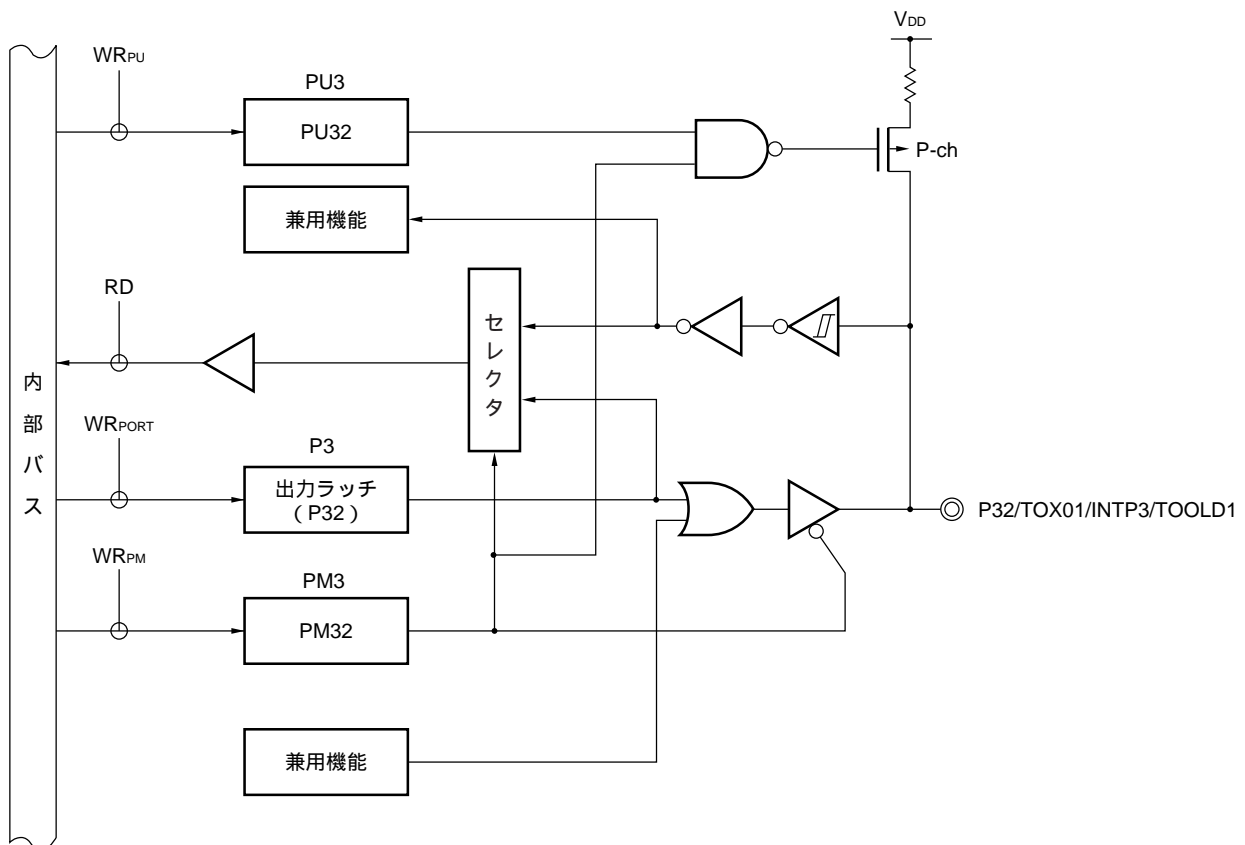 VDD
WRPU
PU3
PU32
P-ch
兼用機能
RD
セレクタ
内部バス
WRPORT
P3
出力ラッチ
（P32）
P32/TOX01/INTP3/TOOLD1
WRPM
PM3
PM32
兼用機能